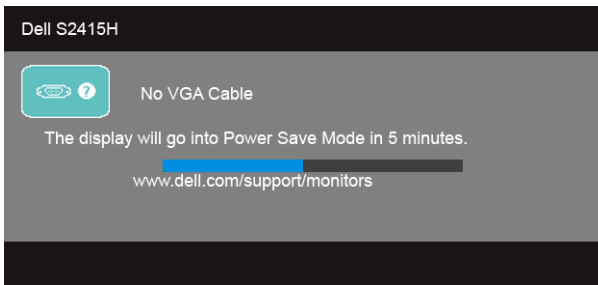 Dell S2415H
No VGA Cable
The display will go into Power Save Mode in 5 minutes.
www.dell.com/support/monitors